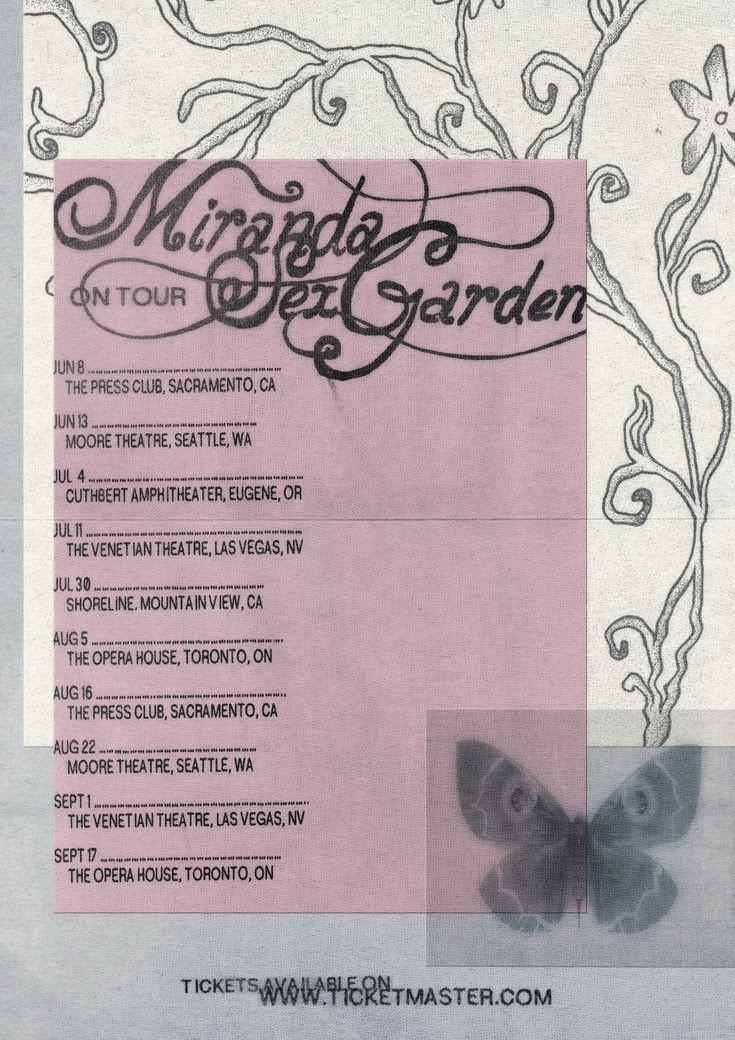 Miranda
Sex Garden
ON TOUR
JUN 8
THE PRESS CLUB, SACRAMENTO, CA
JUN 13
MOORE THEATRE, SEATTLE, WA
JUL 4
CUTHBERT AMPHITHEATER, EUGENE, OR
JUL 11
THE VENETIAN THEATRE, LAS VEGAS, NV
JUL 30
SHORELINE. MOUNTAIN VIEW, CA
AUG 5
THE OPERA HOUSE, TORONTO, ON
AUG 16
THE PRESS CLUB, SACRAMENTO, CA
AUG 22
MOORE THEATRE, SEATTLE, WA
SEPT 1
THE VENETIAN THEATRE, LAS VEGAS, NV
SEPT 17
THE OPERA HOUSE, TORONTO, ON
TICKETS AVAILABLE ON
WWW.TICKETMASTER.COM